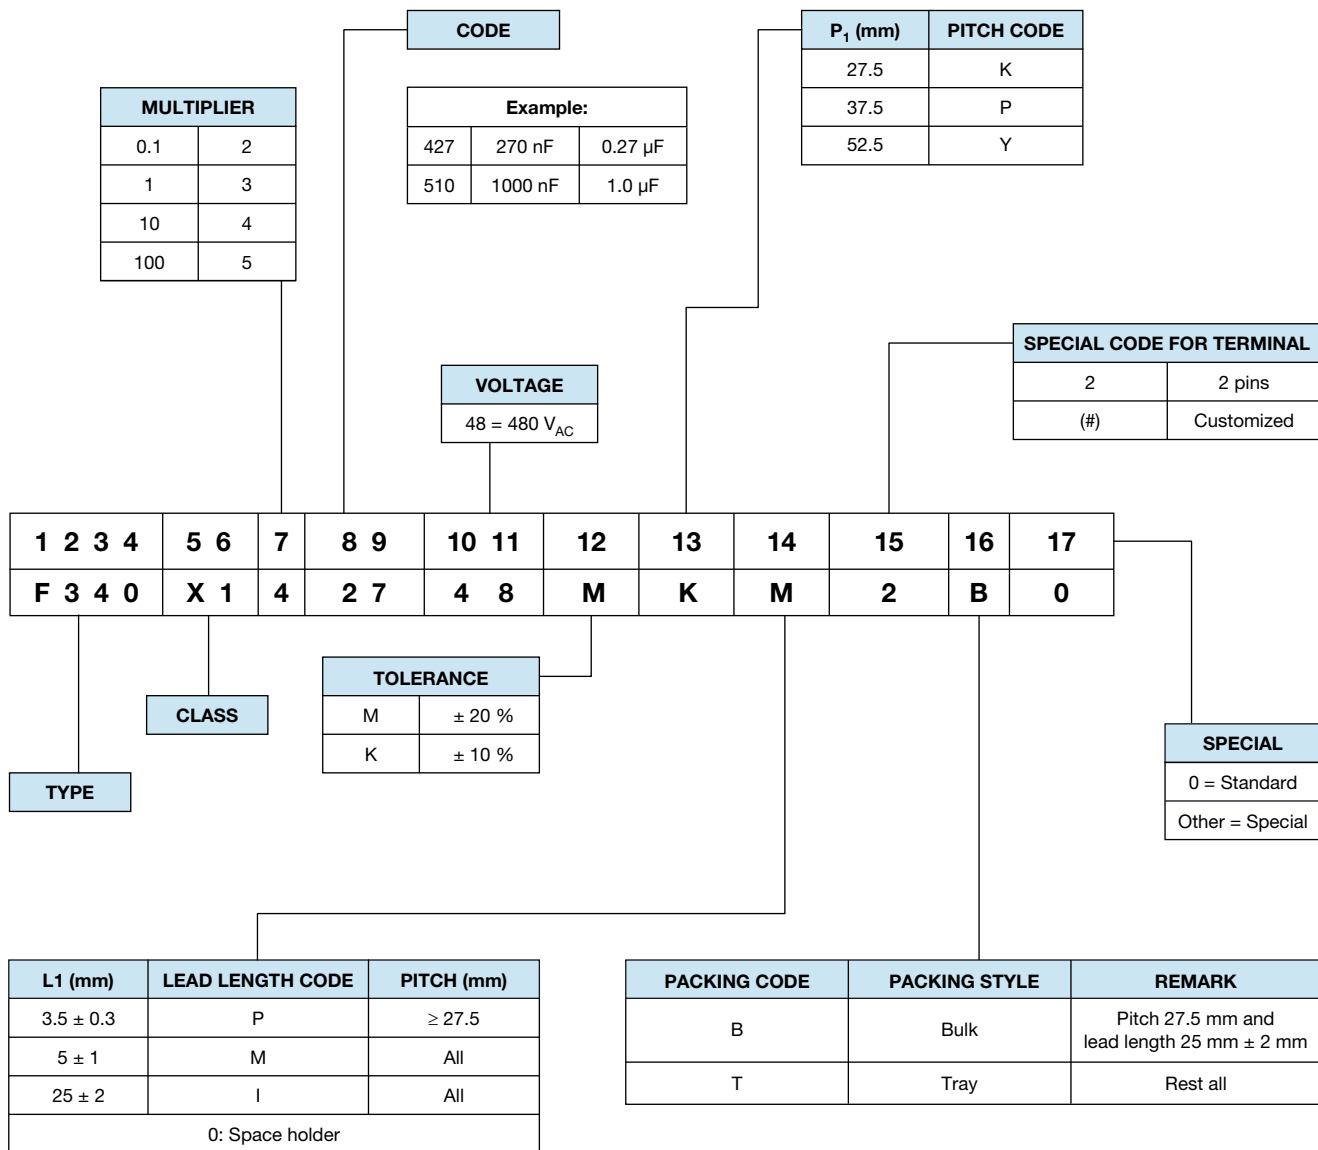 CODE
P1 (mm) PITCH CODE
27.5 K
37.5 P
52.5 Y
MULTIPLIER
0.1 2
1 3
10 4
100 5
Example:
427 270 nF 0.27 µF
510 1000 nF 1.0 µF
SPECIAL CODE FOR TERMINAL
2 2 pins
(#) Customized
VOLTAGE
48 = 480 VAC
1 2 3 4 5 6 7 8 9 10 11 12 13 14 15 16 17
F 3 4 0 X 1 4 2 7 4 8 M K M 2 B 0
TOLERANCE
M ± 20 %
K ± 10 %
CLASS
TYPE
SPECIAL
0 = Standard
Other = Special
L1 (mm) LEAD LENGTH CODE PITCH (mm)
3.5 ± 0.3 P ≥ 27.5
5 ± 1 M All
25 ± 2 I All
0: Space holder
PACKING CODE PACKING STYLE REMARK
B Bulk Pitch 27.5 mm and
lead length 25 mm ± 2 mm
T Tray Rest all